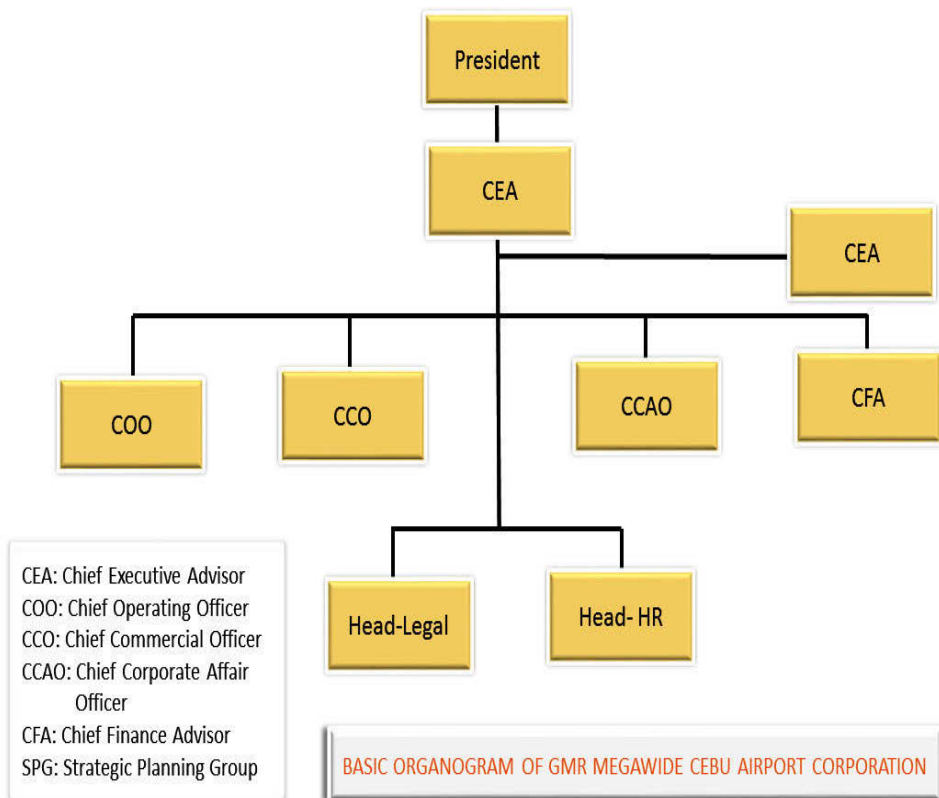 President
CEA
CEA
COO
CCO
CCAO
CFA
Head-Legal
Head- HR
CEA: Chief Executive Advisor
COO: Chief Operating Officer
CCO: Chief Commercial Officer
CCAO: Chief Corporate Affair
Officer
CFA: Chief Finance Advisor
SPG: Strategic Planning Group
BASIC ORGANOGRAM OF GMR MEGAWIDE CEBU AIRPORT CORPORATION